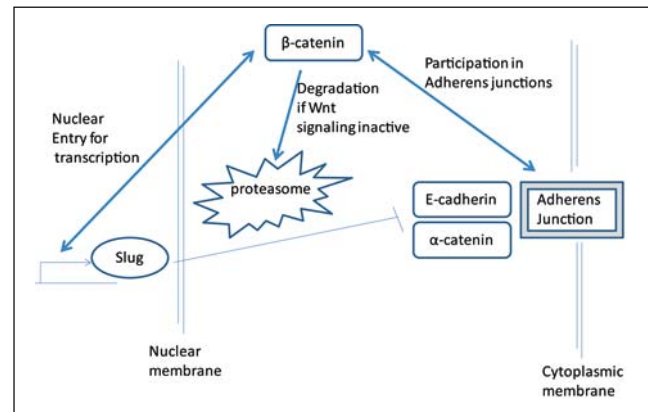 β-catenin
Nuclear
Entry for
transcription
Degradation
if Wnt
signaling inactive
Participation in
Adherens junctions
proteasome
E-cadherin
α-catenin
Adherens
Junction
Slug
Nuclear
membrane
Cytoplasmic
membrane